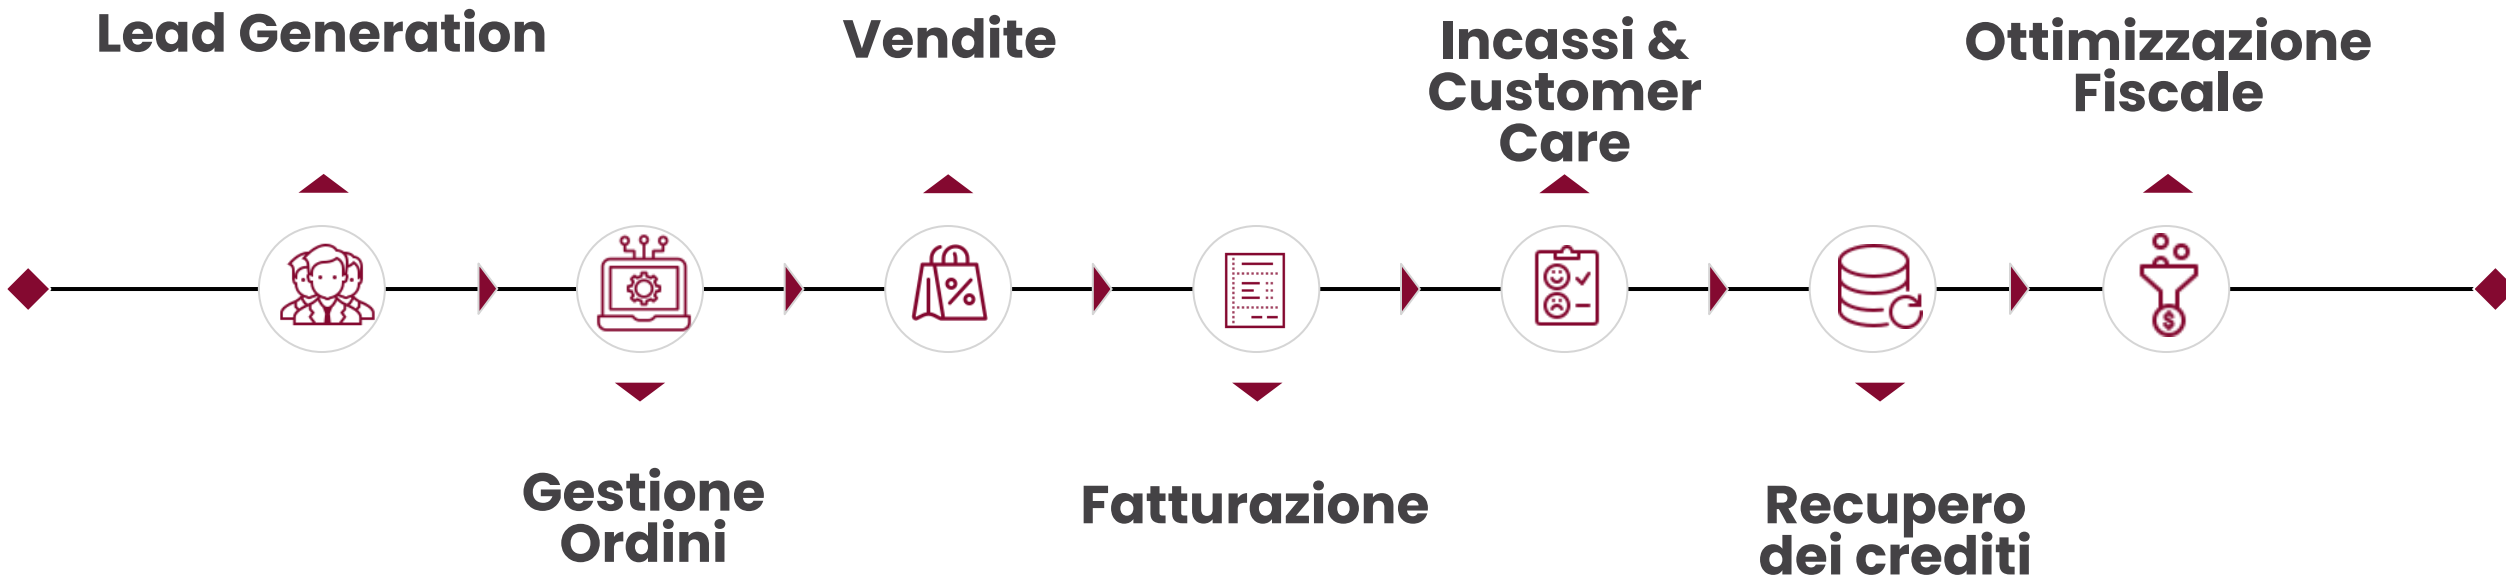 Lead Generation
Gestione
Ordini
Vendite
Fatturazione
Incassi &
Customer
Care
Recupero
dei crediti
Ottimizzazione
Fiscale